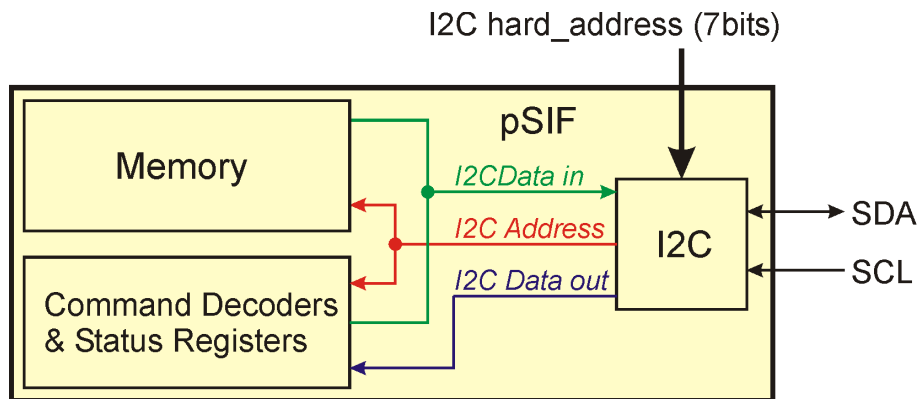 I2C hard_address (7bits)
pSIF
Memory
I2CData in
I2C Address
I2C Data out
I2C
SDA
SCL
Command Decoders
& Status Registers